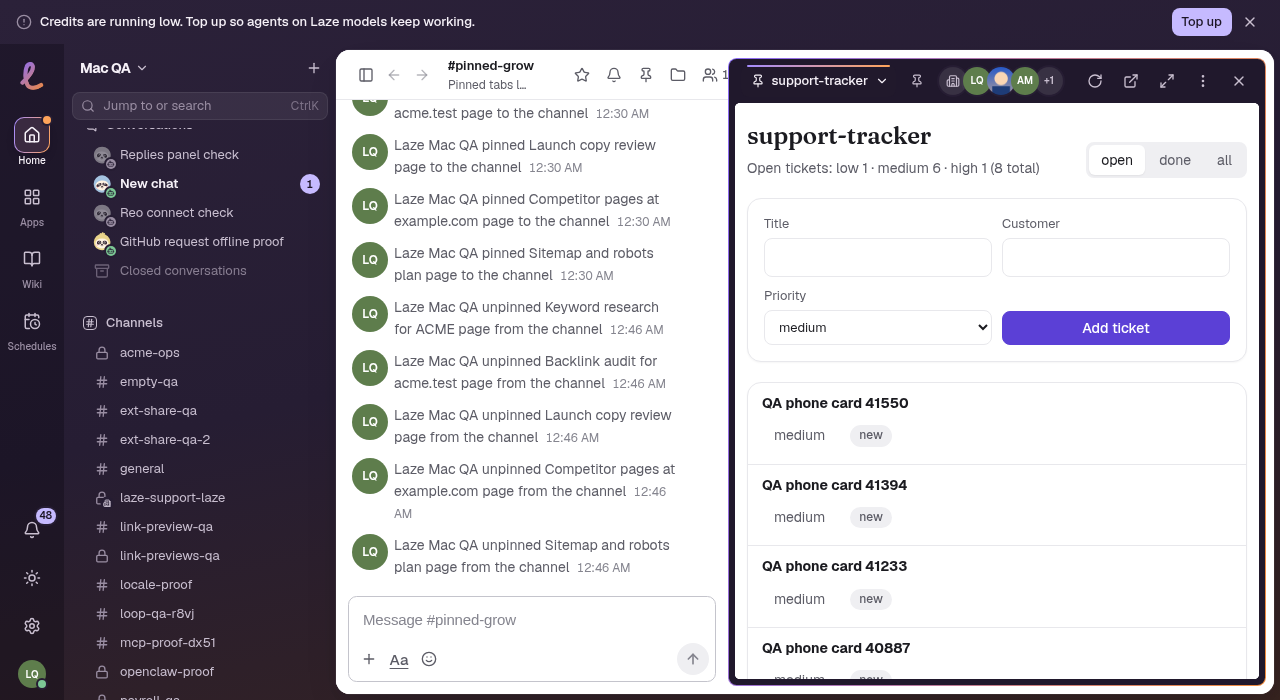 Credits are running low. Top up so agents on Laze models keep working.
Top up
Mac QA
Jump to or search
CtrlK
Home
Apps
Wiki
Schedules
48
LQ
Conversations
Replies panel check
New chat
1
Reo connect check
GitHub request offline proof
Closed conversations
Channels
acme-ops
empty-qa
ext-share-qa
ext-share-qa-2
general
laze-support-laze
link-preview-qa
link-previews-qa
locale-proof
loop-qa-r8vj
mcp-proof-dx51
openclaw-proof
#pinned-grow
Pinned tabs l...
1
LQ
acme.test page to the channel 12:30 AM
LQ
Laze Mac QA pinned Launch copy review
page to the channel 12:30 AM
LQ
Laze Mac QA pinned Competitor pages at
example.com page to the channel 12:30 AM
LQ
Laze Mac QA pinned Sitemap and robots
plan page to the channel 12:30 AM
LQ
Laze Mac QA unpinned Keyword research
for ACME page from the channel 12:46 AM
LQ
Laze Mac QA unpinned Backlink audit for
acme.test page from the channel 12:46 AM
LQ
Laze Mac QA unpinned Launch copy review
page from the channel 12:46 AM
LQ
Laze Mac QA unpinned Competitor pages at
example.com page from the channel 12:46
AM
LQ
Laze Mac QA unpinned Sitemap and robots
plan page from the channel 12:46 AM
Message #pinned-grow
Aa
support-tracker
LQ
AM
+1
support-tracker
Open tickets: low 1 · medium 6 · high 1 (8 total)
open
done
all
Title
Customer
Priority
medium
Add ticket
QA phone card 41550
medium
new
QA phone card 41394
medium
new
QA phone card 41233
medium
new
QA phone card 40887
medium
new